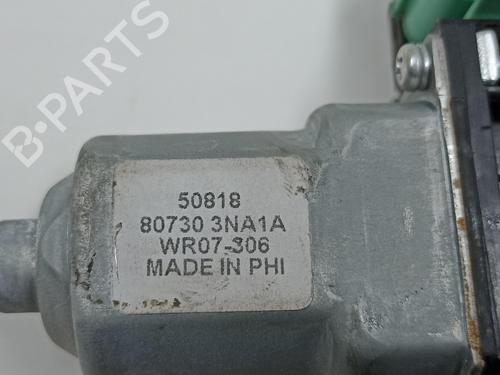 B-PARTS
50818
80730 3NA1A
WR07-306
MADE IN PHI